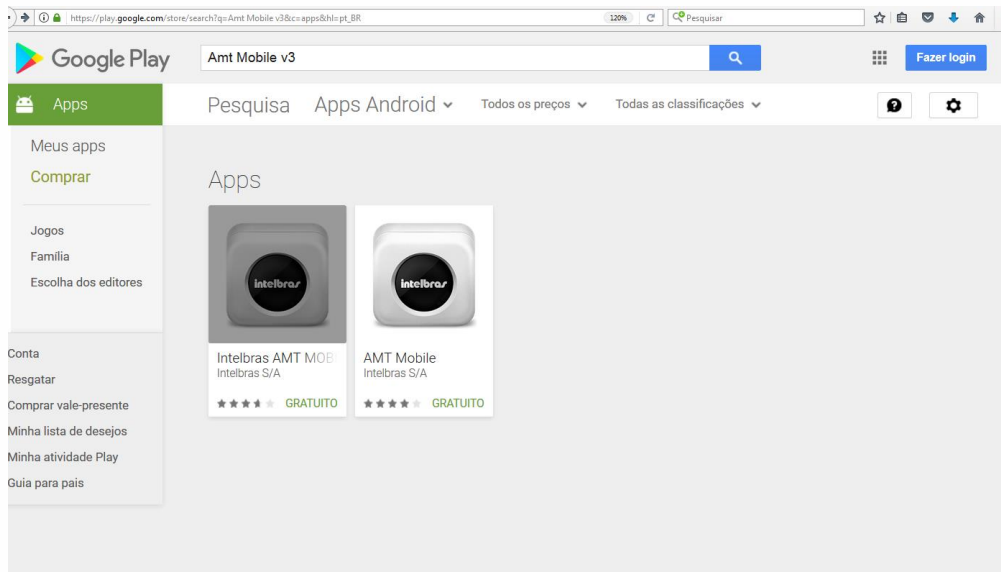 https://play.google.com/store/search?q=Amt Mobile v3&c=apps&hl=pt_BR
120%
Pesquisar
Google Play
Amt Mobile v3
Fazer login
Apps
Pesquisa
Apps Android
Todos os preços
Todas as classificações
Meus apps
Comprar
Jogos
Família
Escolha dos editores
Conta
Resgatar
Comprar vale-presente
Minha lista de desejos
Minha atividade Play
Guia para pais
Apps
intelbras
Intelbras AMT MOB
Intelbras S/A
GRATUITO
intelbras
AMT Mobile
Intelbras S/A
GRATUITO